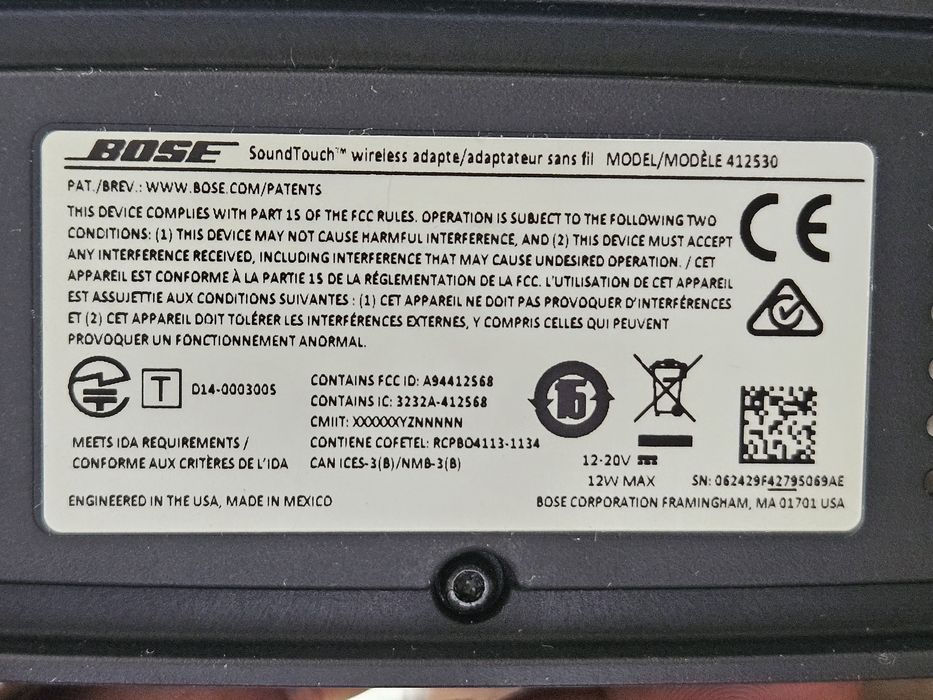 BOSE SoundTouch™ wireless adapte/adaptateur sans fil MODEL/MODÈLE 412530
PAT./BREV.: WWW.BOSE.COM/PATENTS
THIS DEVICE COMPLIES WITH PART 15 OF THE FCC RULES. OPERATION IS SUBJECT TO THE FOLLOWING TWO
CONDITIONS: (1) THIS DEVICE MAY NOT CAUSE HARMFUL INTERFERENCE, AND (2) THIS DEVICE MUST ACCEPT
ANY INTERFERENCE RECEIVED, INCLUDING INTERFERENCE THAT MAY CAUSE UNDESIRED OPERATION. / CET
APPAREIL EST CONFORME À LA PARTIE 15 DE LA RÉGLEMENTATION DE LA FCC. L'UTILISATION DE CET APPAREIL
EST ASSUJETTIE AUX CONDITIONS SUIVANTES : (1) CET APPAREIL NE DOIT PAS PROVOQUER D'INTERFÉRENCES
ET (2) CET APPAREIL DOIT TOLÉRER LES INTERFÉRENCES EXTERNES, Y COMPRIS CELLES QUI PEUVENT
PROVOQUER UN FONCTIONNEMENT ANORMAL.
CE
T D14-0003005
MEETS IDA REQUIREMENTS /
CONFORME AUX CRITÈRES DE L'IDA
CONTAINS FCC ID: A94412568
CONTAINS IC: 3232A-412568
CMIIT: XXXXXXYZNNNNN
CONTIENE COFETEL: RCPBO4113-1134
CAN ICES-3(B)/NMB-3(B)
15
12-20V
12W MAX
SN: 062429F42795069AE
ENGINEERED IN THE USA, MADE IN MEXICO
BOSE CORPORATION FRAMINGHAM, MA 01701 USA